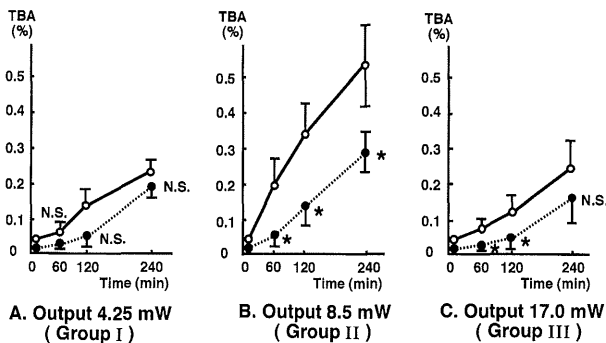 TBA
(%)
0.5
0.4
0.3
0.2
0.1
0
N.S.
N.S.
N.S.
0 60 120 240
Time (min)
A. Output 4.25 mW
( Group I )
TBA
(%)
0.5
0.4
0.3
0.2
0.1
0
*
*
*
0 60 120 240
Time (min)
B. Output 8.5 mW
( Group II )
TBA
(%)
0.5
0.4
0.3
0.2
0.1
0
N.S.
*
*
0 60 120 240
Time (min)
C. Output 17.0 mW
( Group III )